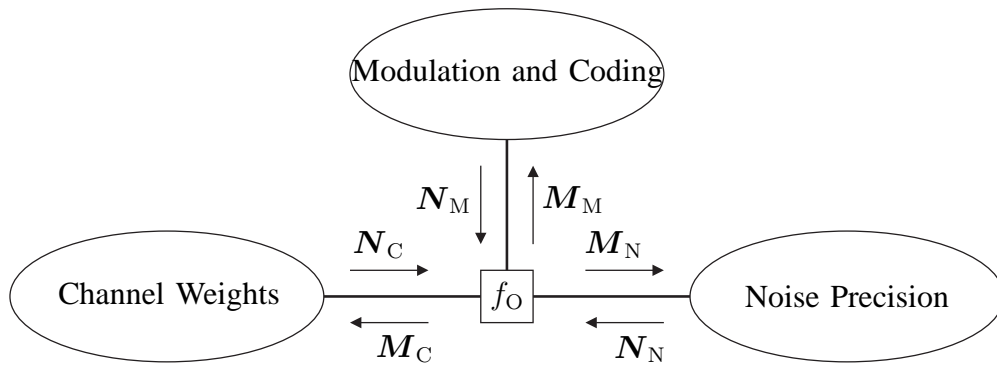 Modulation and Coding
N_M M_M
N_C M_N
Channel Weights f_O Noise Precision
M_C N_N